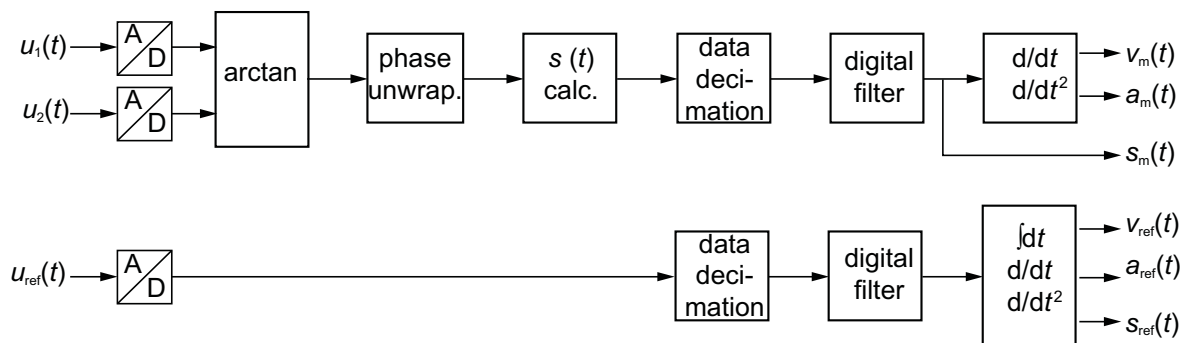 u1(t)
A
D
arctan
phase
unwrap.
s (t)
calc.
data
deci-
mation
digital
filter
d/dt
d/dt²
vm(t)
am(t)
sm(t)
u2(t)
A
D
uref(t)
A
D
data
deci-
mation
digital
filter
∫dt
d/dt
d/dt²
vref(t)
aref(t)
sref(t)